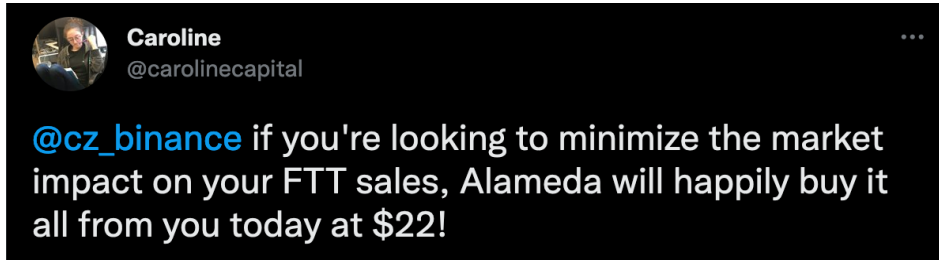 Caroline
@carolinecapital
@cz_binance if you're looking to minimize the market
impact on your FTT sales, Alameda will happily buy it
all from you today at $22!